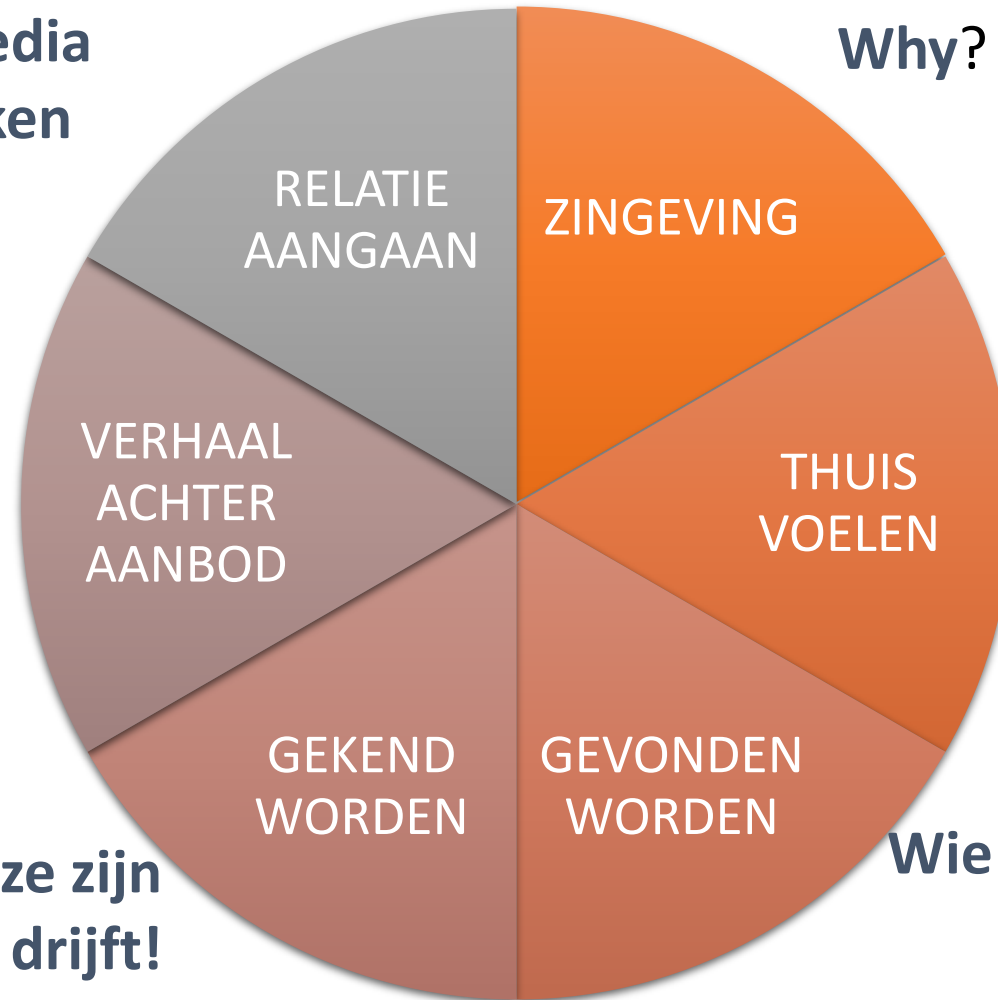 edia
ken
Why?
RELATIE
AANGAAN
ZINGEVING
VERHAAL
ACHTER
AANBOD
THUIS
VOELEN
GEKEND
WORDEN
GEVONDEN
WORDEN
Wie
ze zijn
drijft!